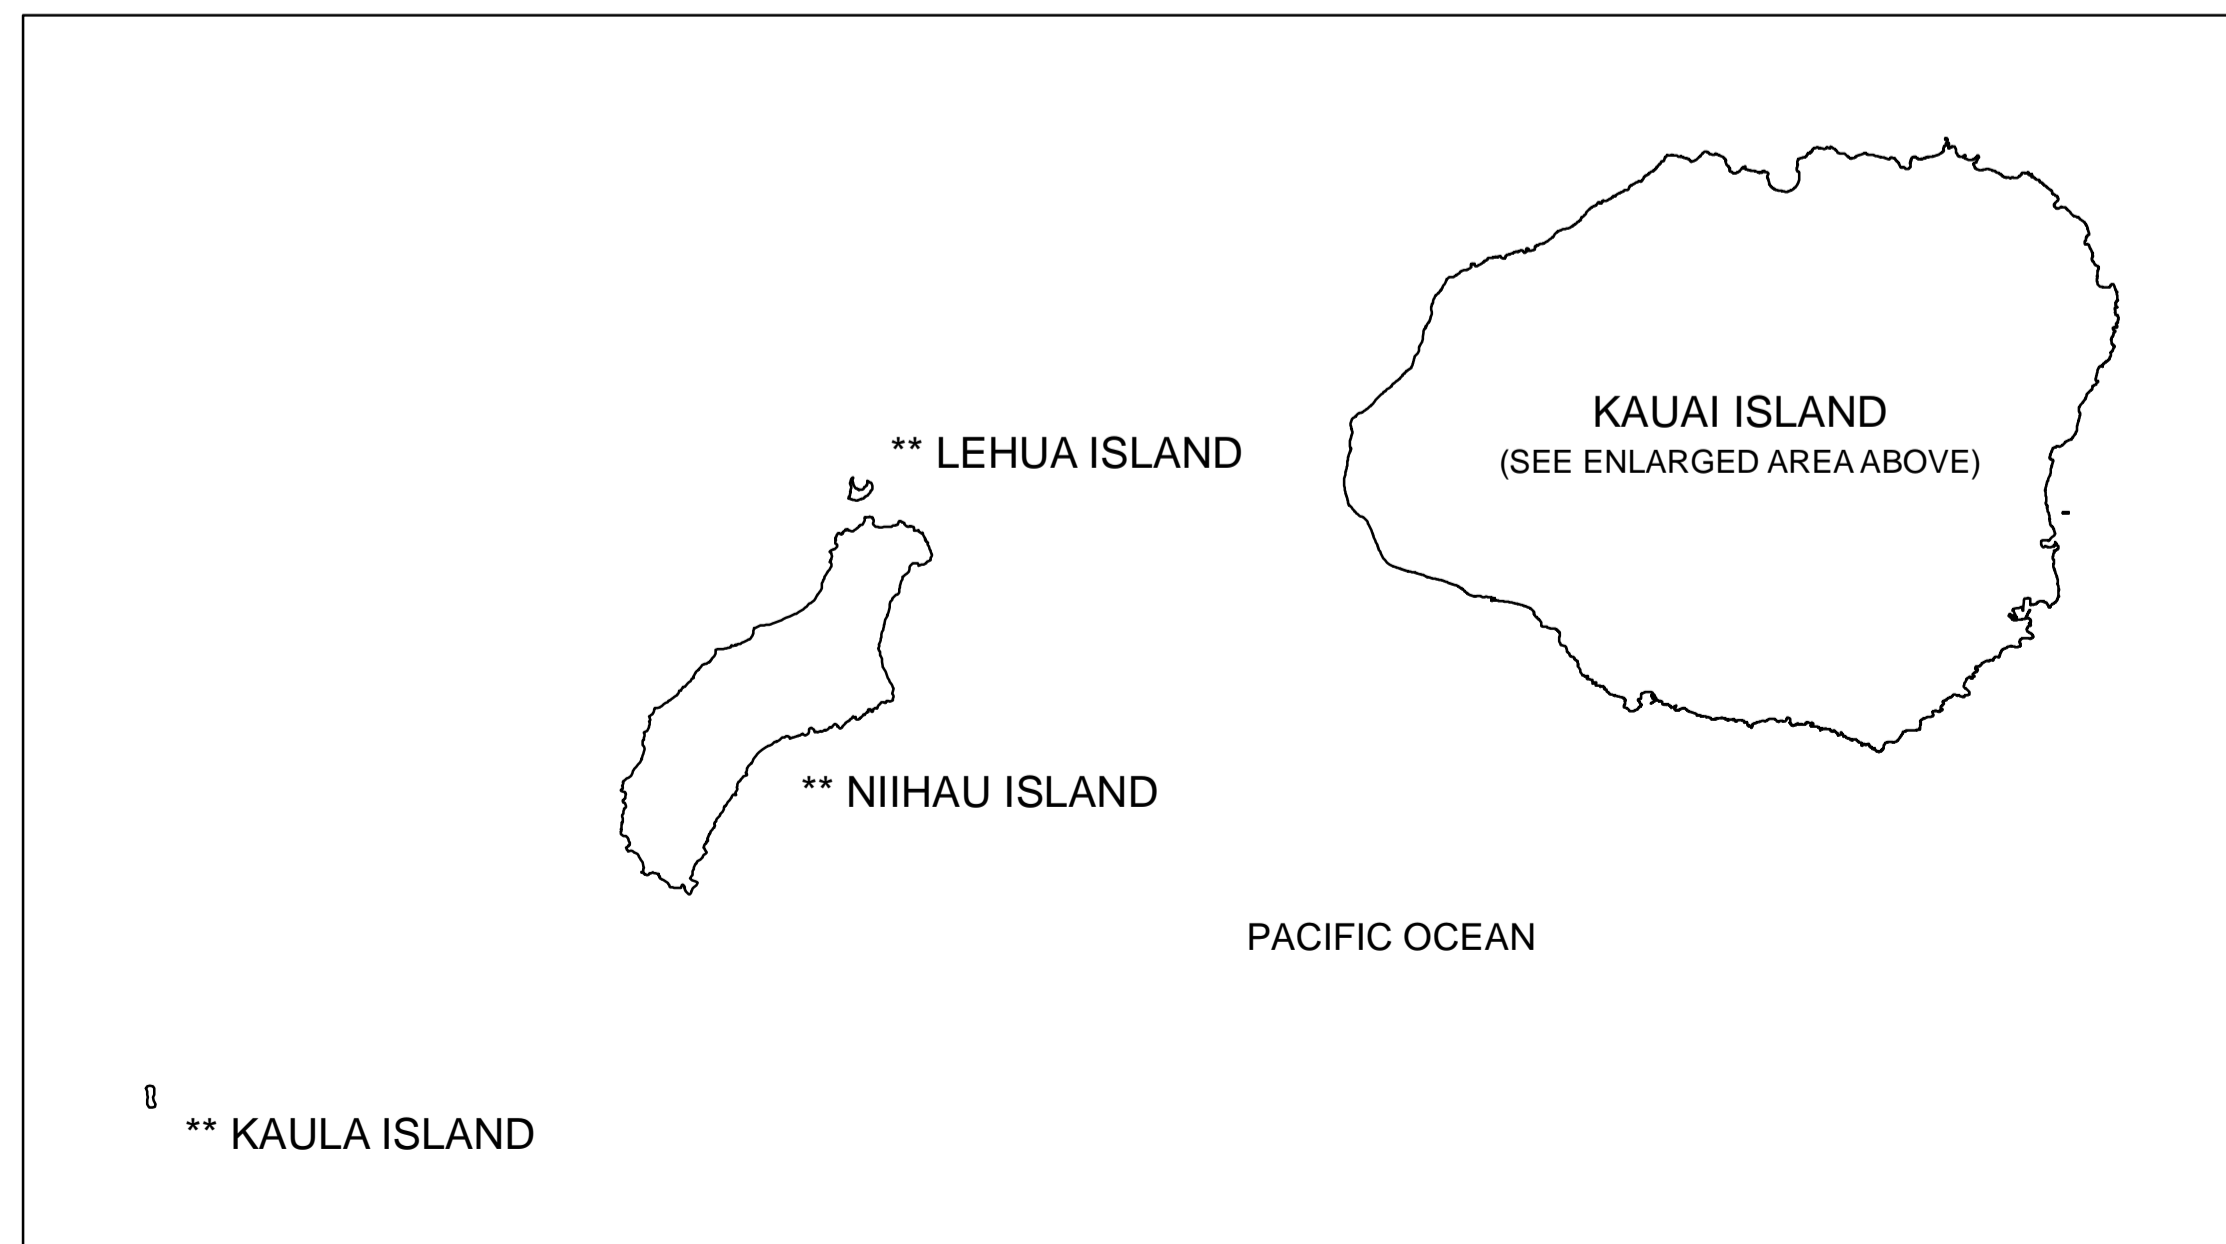 KAUAI ISLAND
(SEE ENLARGED AREA ABOVE)
** LEHUA ISLAND
** NIIHAU ISLAND
PACIFIC OCEAN
** KAULA ISLAND